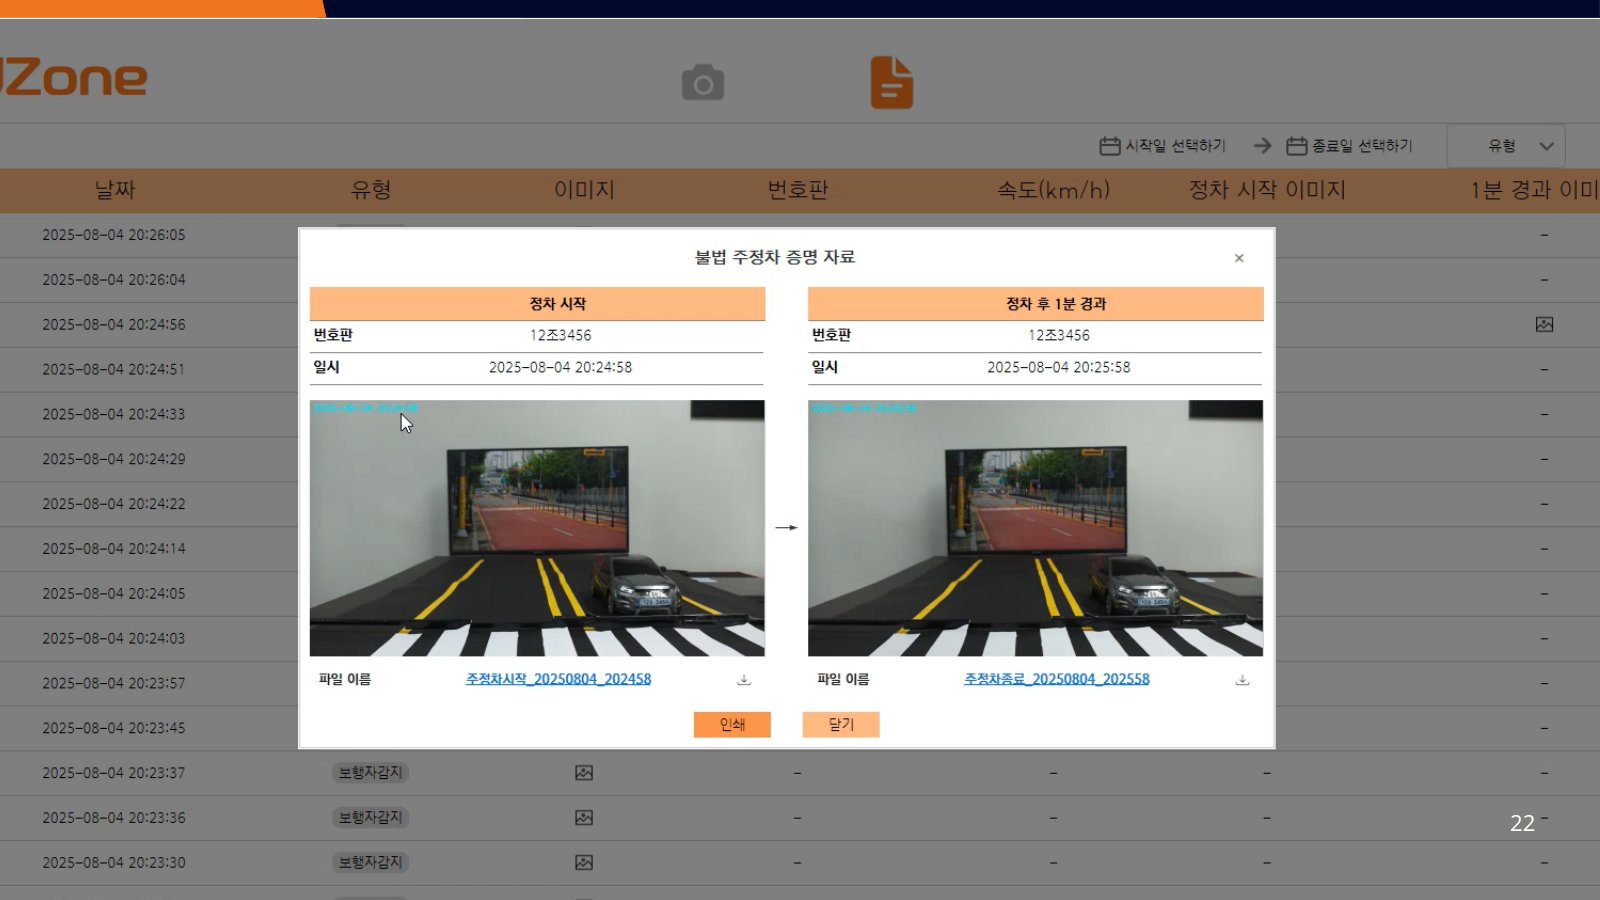 Zone
시작일 선택하기 → 종료일 선택하기 유형
날짜 유형 이미지 번호판 속도(km/h) 정차 시작 이미지 1분 경과 이미
2025-08-04 20:26:05 -
2025-08-04 20:26:04 -
2025-08-04 20:24:56
2025-08-04 20:24:51 -
2025-08-04 20:24:33 -
2025-08-04 20:24:29 -
2025-08-04 20:24:22 -
2025-08-04 20:24:14 -
2025-08-04 20:24:05 -
2025-08-04 20:24:03 -
2025-08-04 20:23:57 -
2025-08-04 20:23:45 -
2025-08-04 20:23:37 보행자감지 - - - -
2025-08-04 20:23:36 보행자감지 - - - -
2025-08-04 20:23:30 보행자감지 - - - -
불법 주정차 증명 자료 ×
정차 시작
번호판 12조3456
일시 2025-08-04 20:24:58
파일 이름 주정차시작_20250804_202458
→
정차 후 1분 경과
번호판 12조3456
일시 2025-08-04 20:25:58
파일 이름 주정차종료_20250804_202558
인쇄 닫기
22